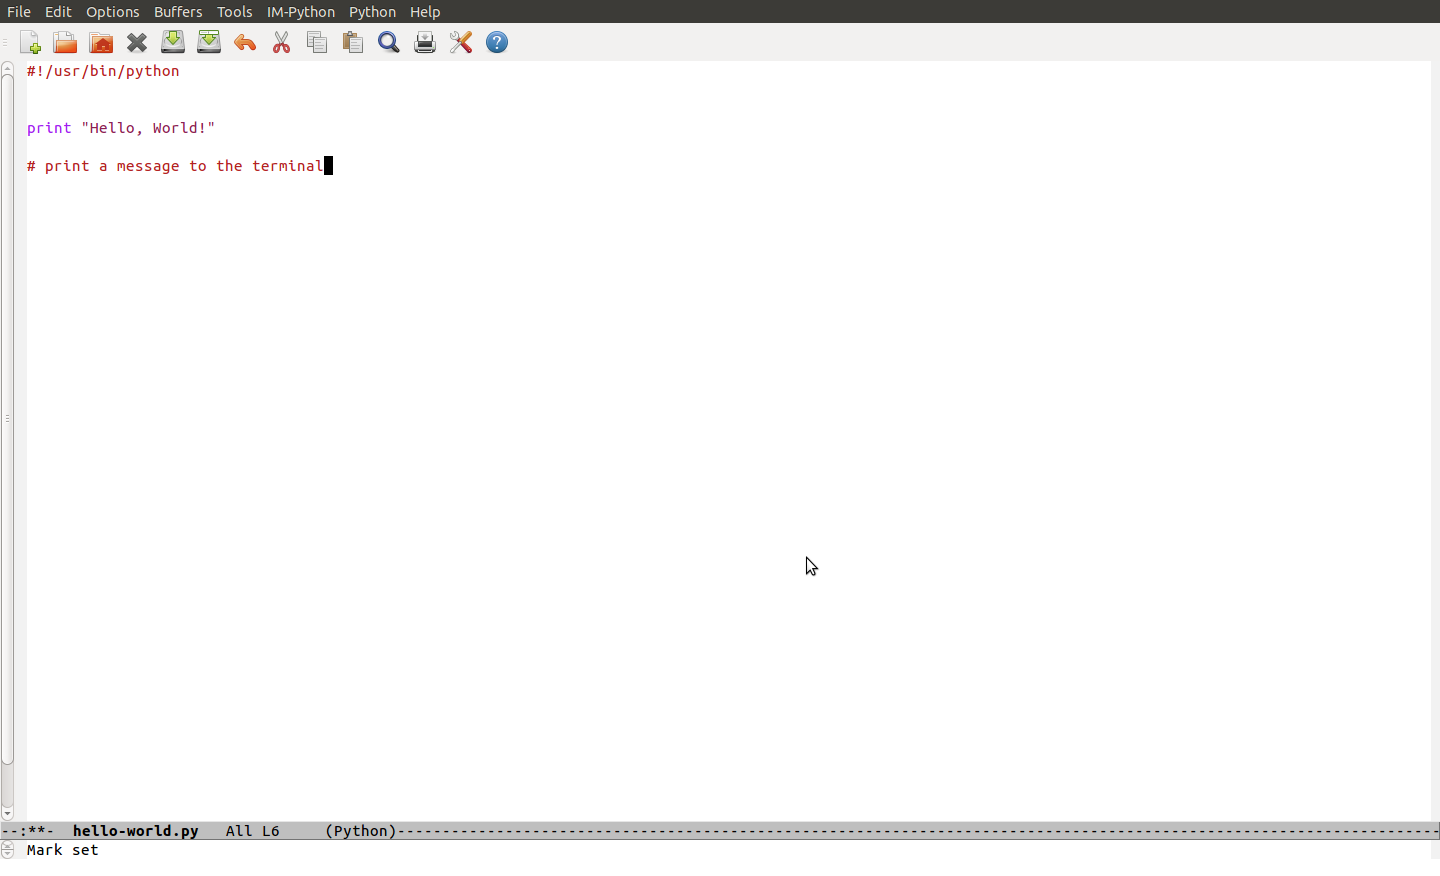 File Edit Options Buffers Tools IM-Python Python Help
#!/usr/bin/python
print "Hello, World!"
# print a message to the terminal
--:**-  hello-world.py   All L6     (Python)--------------------------------------------------------------------------------------------------------------------
Mark set